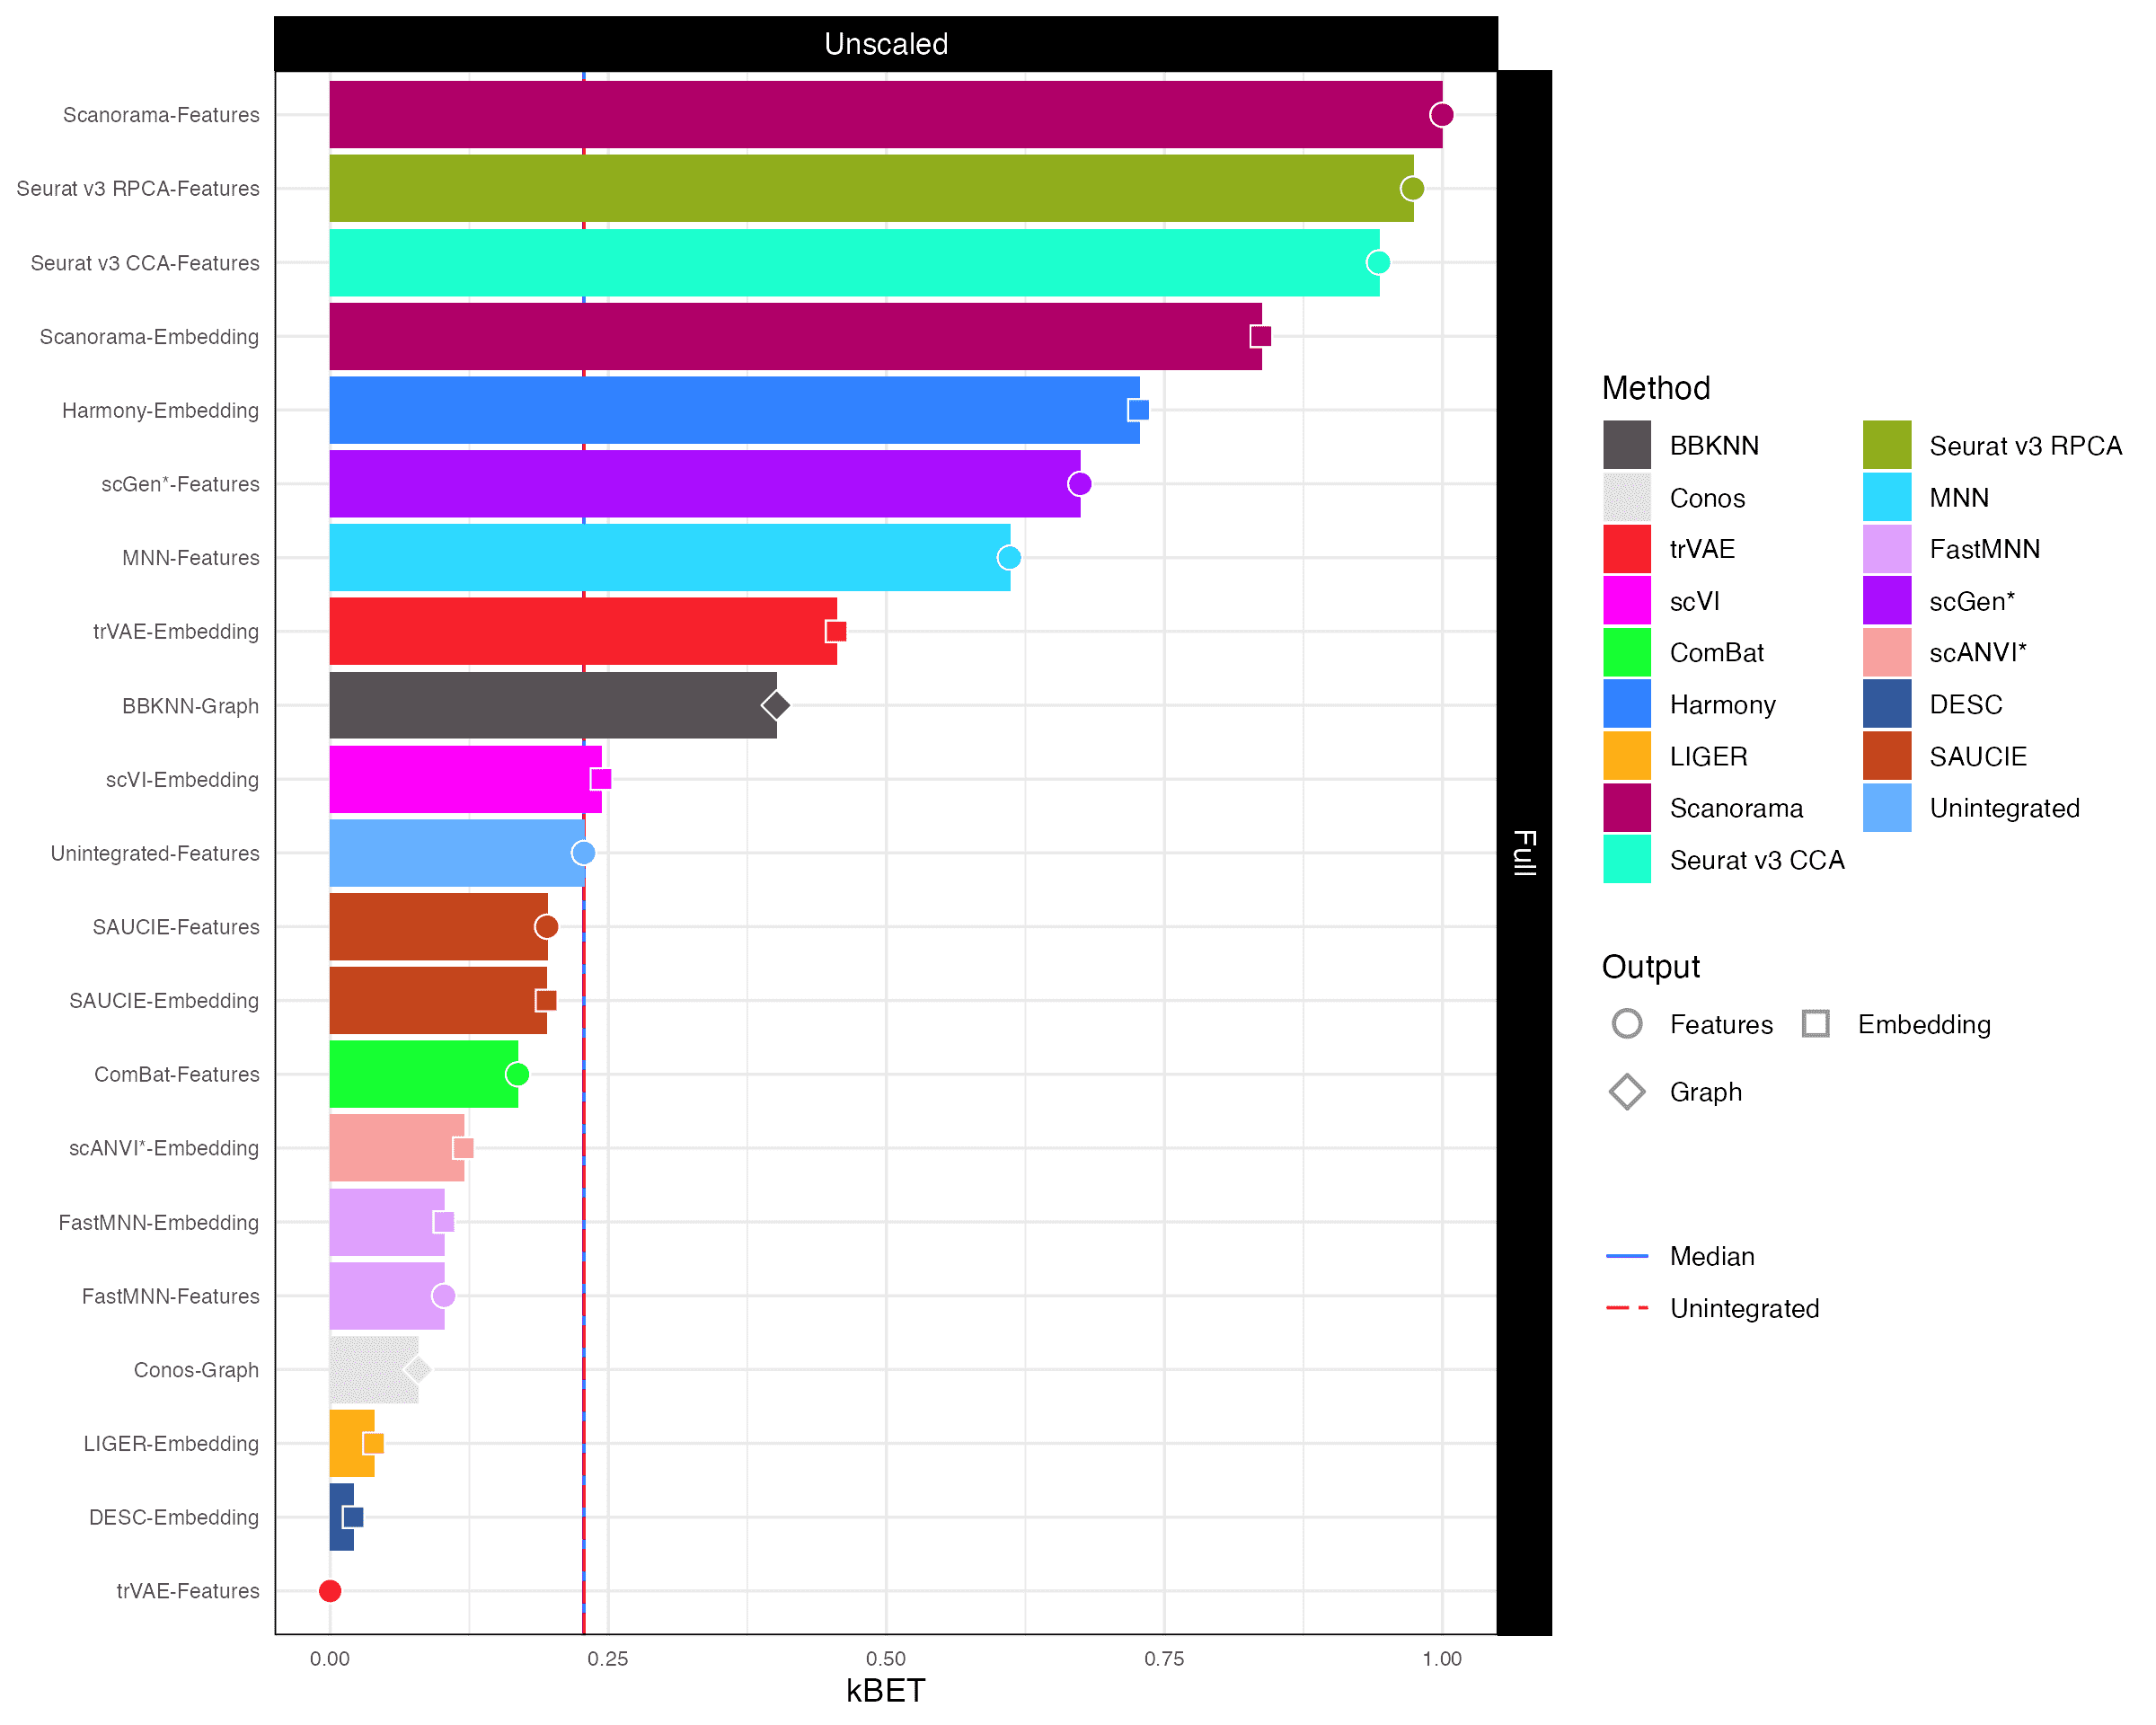 Unscaled
Scanorama-Features
Seurat v3 RPCA-Features
Seurat v3 CCA-Features
Scanorama-Embedding
Harmony-Embedding
scGen*-Features
MNN-Features
trVAE-Embedding
BBKNN-Graph
scVI-Embedding
Unintegrated-Features
SAUCIE-Features
SAUCIE-Embedding
ComBat-Features
scANVI*-Embedding
FastMNN-Embedding
FastMNN-Features
Conos-Graph
LIGER-Embedding
DESC-Embedding
trVAE-Features
0.00 0.25 0.50 0.75 1.00
kBET
Full
Method
BBKNN
Conos
trVAE
scVI
ComBat
Harmony
LIGER
Scanorama
Seurat v3 CCA
Seurat v3 RPCA
MNN
FastMNN
scGen*
scANVI*
DESC
SAUCIE
Unintegrated
Output
Features Embedding
Graph
Median
Unintegrated